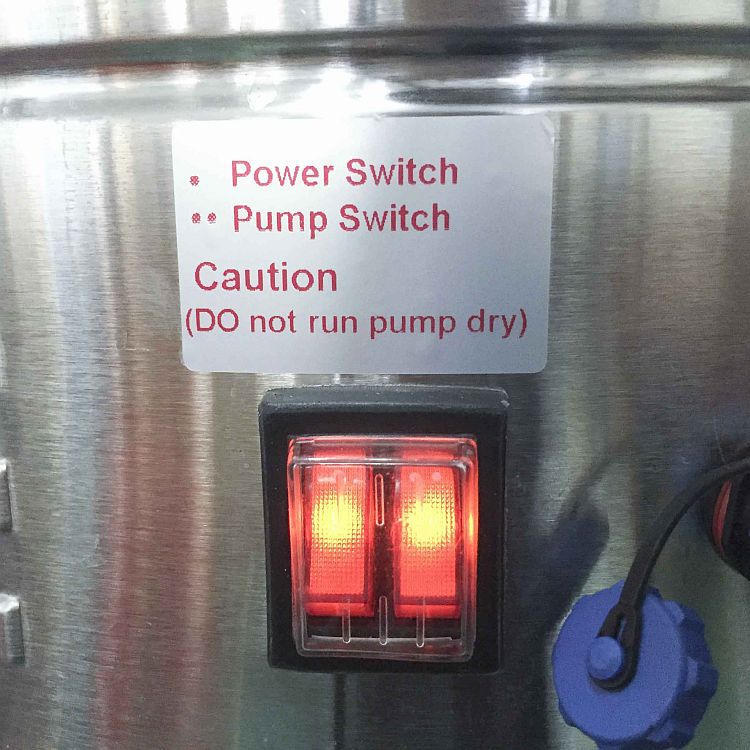 • Power Switch
•• Pump Switch
Caution
(DO not run pump dry)